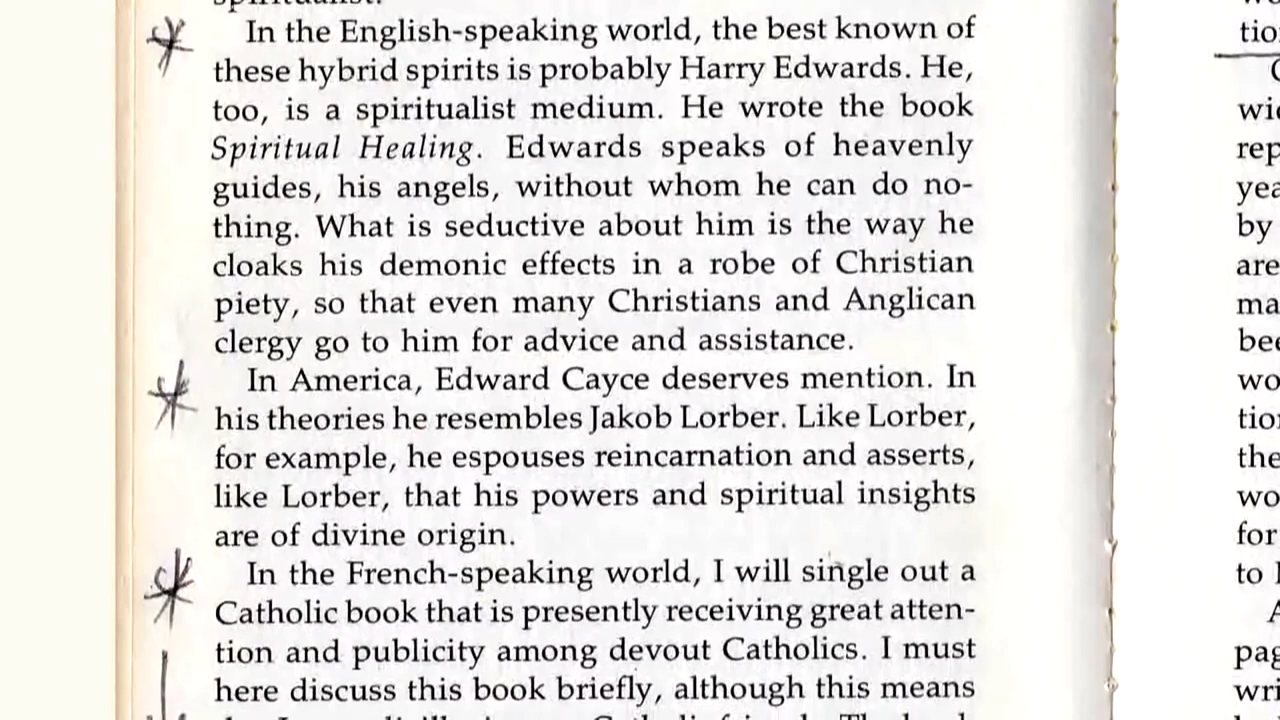 spiritualist.
In the English-speaking world, the best known of
these hybrid spirits is probably Harry Edwards. He,
too, is a spiritualist medium. He wrote the book
Spiritual Healing. Edwards speaks of heavenly
guides, his angels, without whom he can do no-
thing. What is seductive about him is the way he
cloaks his demonic effects in a robe of Christian
piety, so that even many Christians and Anglican
clergy go to him for advice and assistance.
In America, Edward Cayce deserves mention. In
his theories he resembles Jakob Lorber. Like Lorber,
for example, he espouses reincarnation and asserts,
like Lorber, that his powers and spiritual insights
are of divine origin.
In the French-speaking world, I will single out a
Catholic book that is presently receiving great atten-
tion and publicity among devout Catholics. I must
here discuss this book briefly, although this means